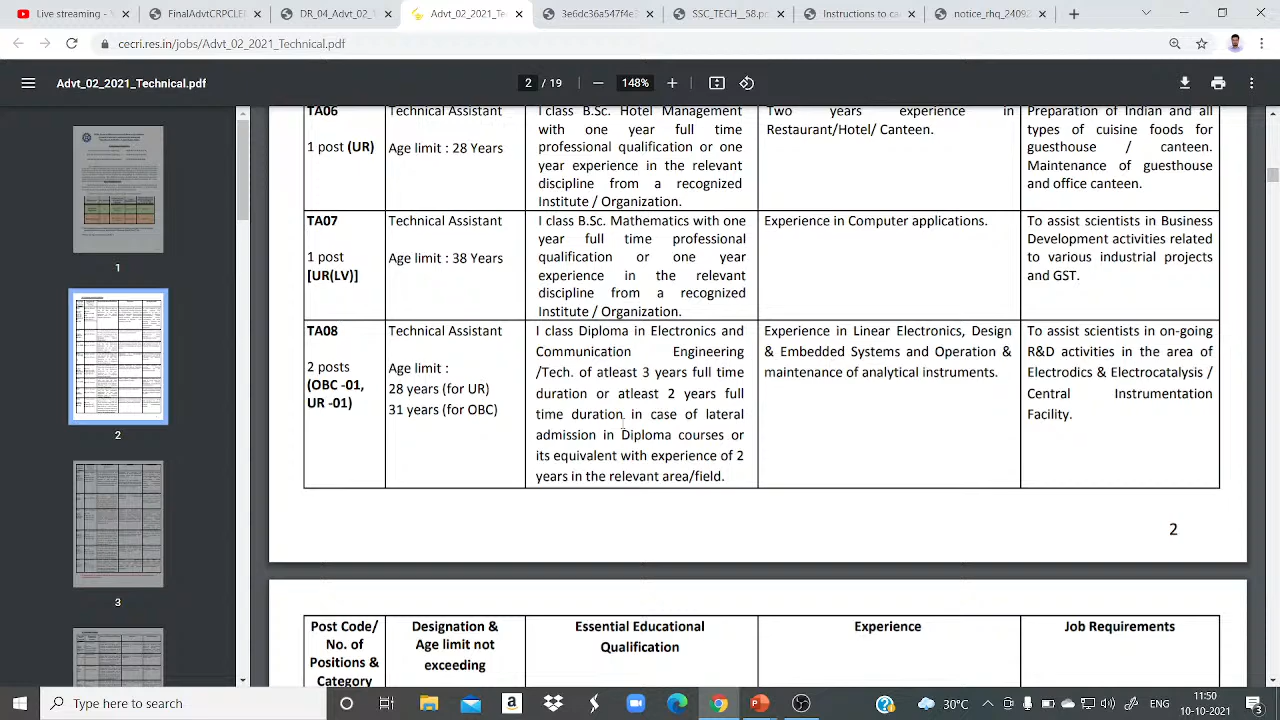 Live streaming -
FinalAdvtCRPCLE
DR_04_Advt_02_
Advt_02_2021_Te
3e6dc36a547f4e
SSC_ _58.p
Instructions to ca
notice_rhq_2409
cecri.res.in/jobs/Advt_02_2021_Technical.pdf
Advt_02_2021_Technical.pdf
2 / 19
148%
1
2
3
TA06
1 post (UR)
Technical Assistant
Age limit : 28 Years
I class B.Sc. Hotel Management
with one year full time
professional qualification or one
year experience in the relevant
discipline from a recognized
Institute / Organization.
Two years experience in
Restaurant/Hotel/ Canteen.
Preparation of Indian and all
types of cuisine foods for
guesthouse / canteen.
Maintenance of guesthouse
and office canteen.
TA07
1 post
[UR(LV)]
Technical Assistant
Age limit : 38 Years
I class B.Sc. Mathematics with one
year full time professional
qualification or one year
experience in the relevant
discipline from a recognized
Institute / Organization.
Experience in Computer applications.
To assist scientists in Business
Development activities related
to various industrial projects
and GST.
TA08
2 posts
(OBC -01,
UR -01)
Technical Assistant
Age limit :
28 years (for UR)
31 years (for OBC)
I class Diploma in Electronics and
Communication Engineering
/Tech. of atleast 3 years full time
duration or atleast 2 years full
time duration in case of lateral
admission in Diploma courses or
its equivalent with experience of 2
years in the relevant area/field.
Experience in Linear Electronics, Design
& Embedded Systems and Operation &
maintenance of analytical instruments.
To assist scientists in on-going
R&D activities in the area of
Electrodics & Electrocatalysis /
Central Instrumentation
Facility.
2
Post Code/
No. of
Positions &
Category
Designation &
Age limit not
exceeding
Essential Educational
Qualification
Experience
Job Requirements
Type here to search
30°C
11:50
10-10-2021